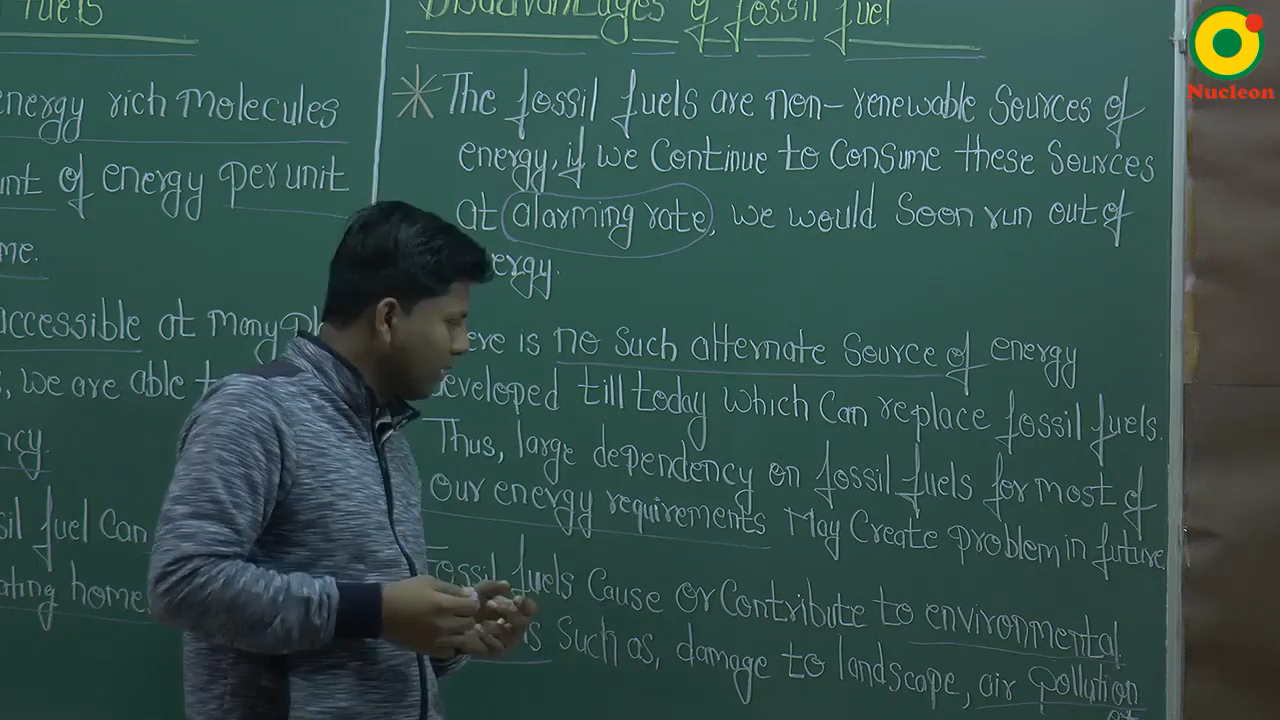 fuels
energy rich Molecules
of energy per unit
me.
accessible at Many
we are able
ncy.
fuel Can
ating home
Disadvantages of fossil fuel
The fossil fuels are non-renewable Sources of
energy, if we Continue to Consume these Sources
at alarming rate, we would Soon run out of
ergy.
ere is no Such alternate Source of energy
developed till today which Can replace fossil fuels.
Thus, large dependency on fossil fuels for most of
our energy requirements May Create problem in future
Fossil fuels Cause or Contribute to environmental
Such as, damage to landscape, air pollution
Nucleon